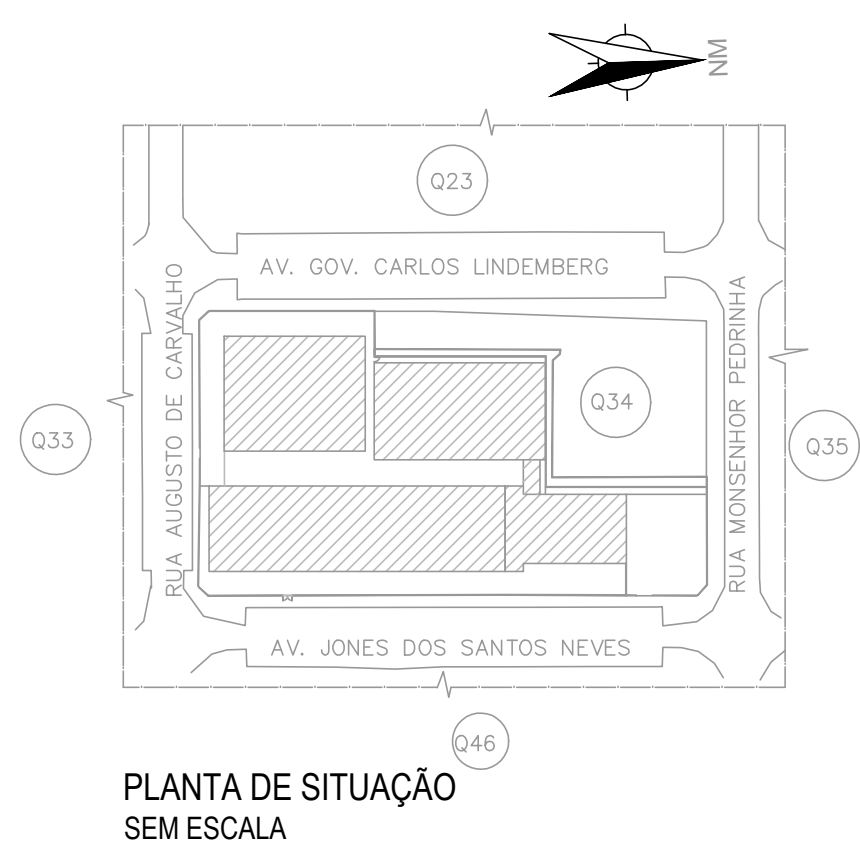 NM
Q23
AV. GOV. CARLOS LINDEMBERG
RUA AUGUSTO DE CARVALHO
RUA MONSENHOR PEDRINHA
Q34
Q33
Q35
AV. JONES DOS SANTOS NEVES
Q46
PLANTA DE SITUAÇÃO
SEM ESCALA